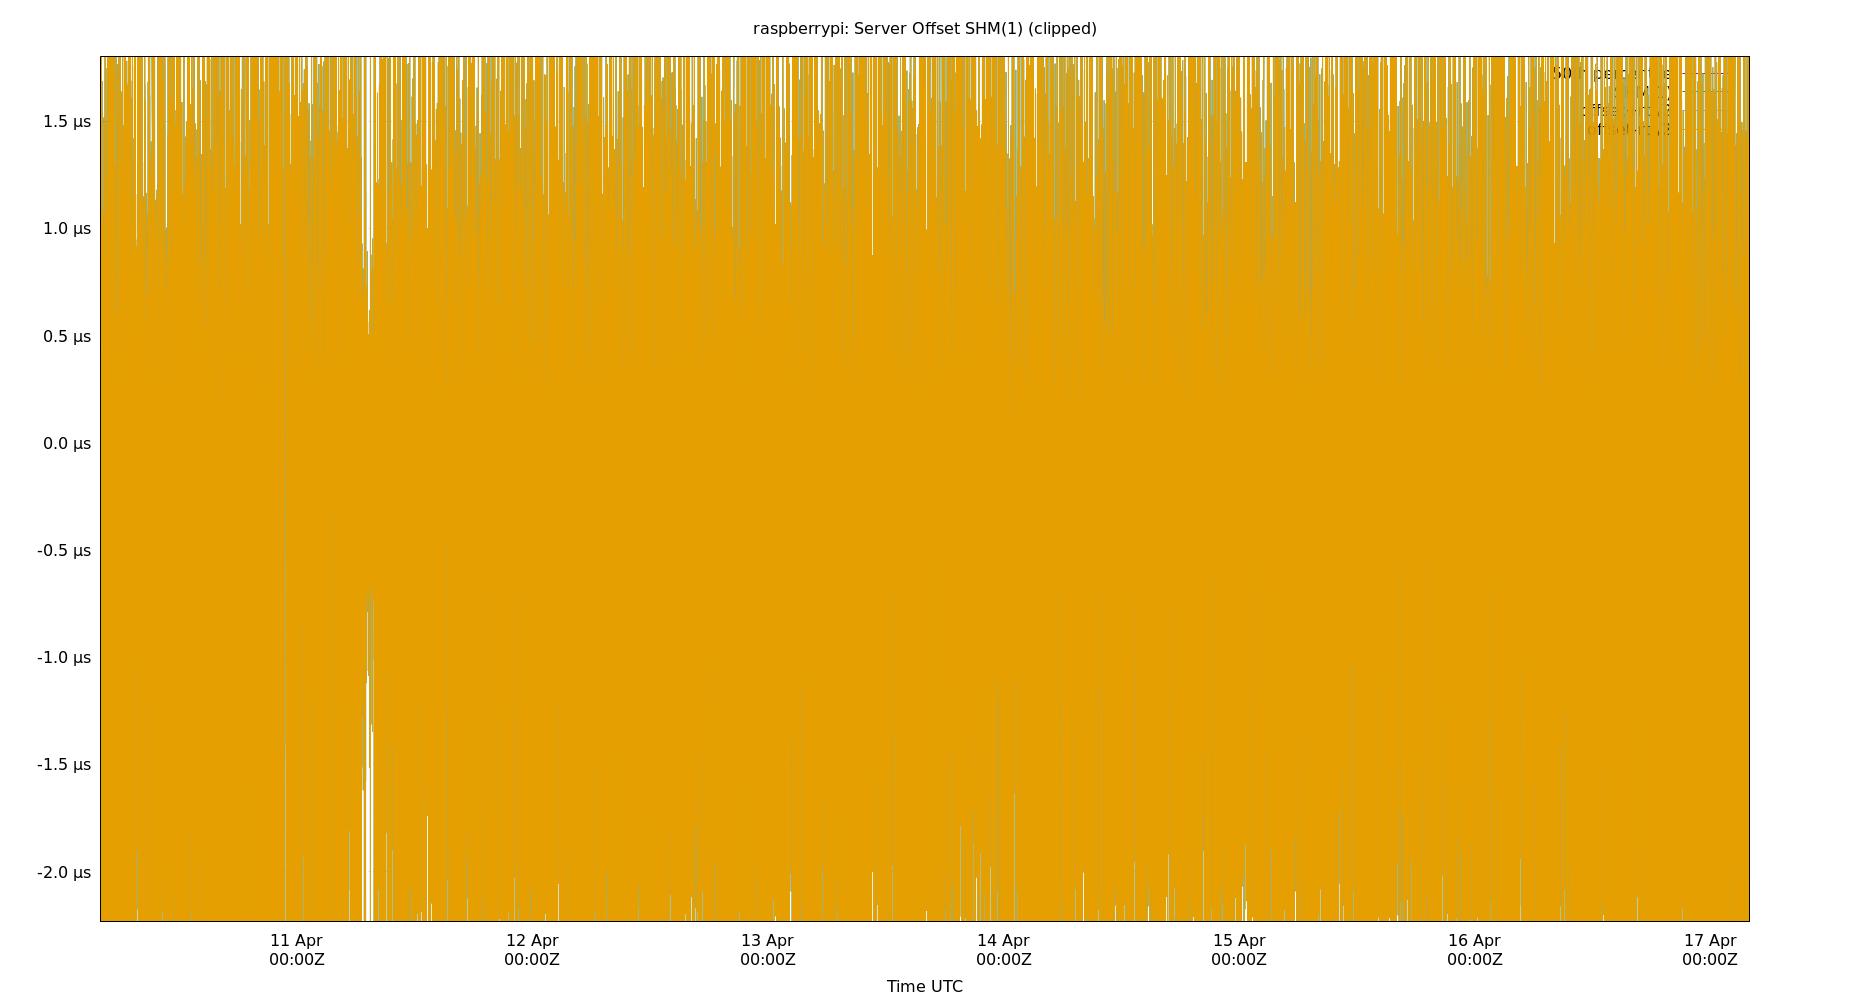 raspberrypi: Server Offset SHM(1) (clipped)
1.5 µs
1.0 µs
0.5 µs
0.0 µs
-0.5 µs
-1.0 µs
-1.5 µs
-2.0 µs
11 Apr 00:00Z
12 Apr 00:00Z
13 Apr 00:00Z
14 Apr 00:00Z
15 Apr 00:00Z
16 Apr 00:00Z
17 Apr 00:00Z
Time UTC